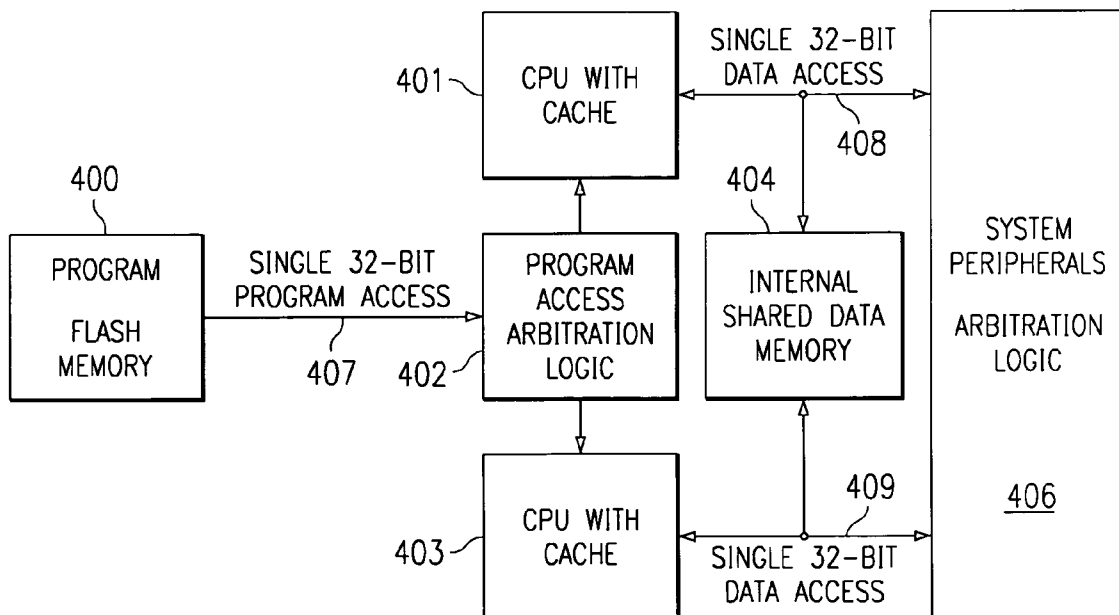 401
CPU WITH
CACHE
SINGLE 32-BIT
DATA ACCESS
408
400
PROGRAM
FLASH
MEMORY
SINGLE 32-BIT
PROGRAM ACCESS
407
402
PROGRAM
ACCESS
ARBITRATION
LOGIC
404
INTERNAL
SHARED DATA
MEMORY
SYSTEM
PERIPHERALS
ARBITRATION
LOGIC
406
403
CPU WITH
CACHE
409
SINGLE 32-BIT
DATA ACCESS